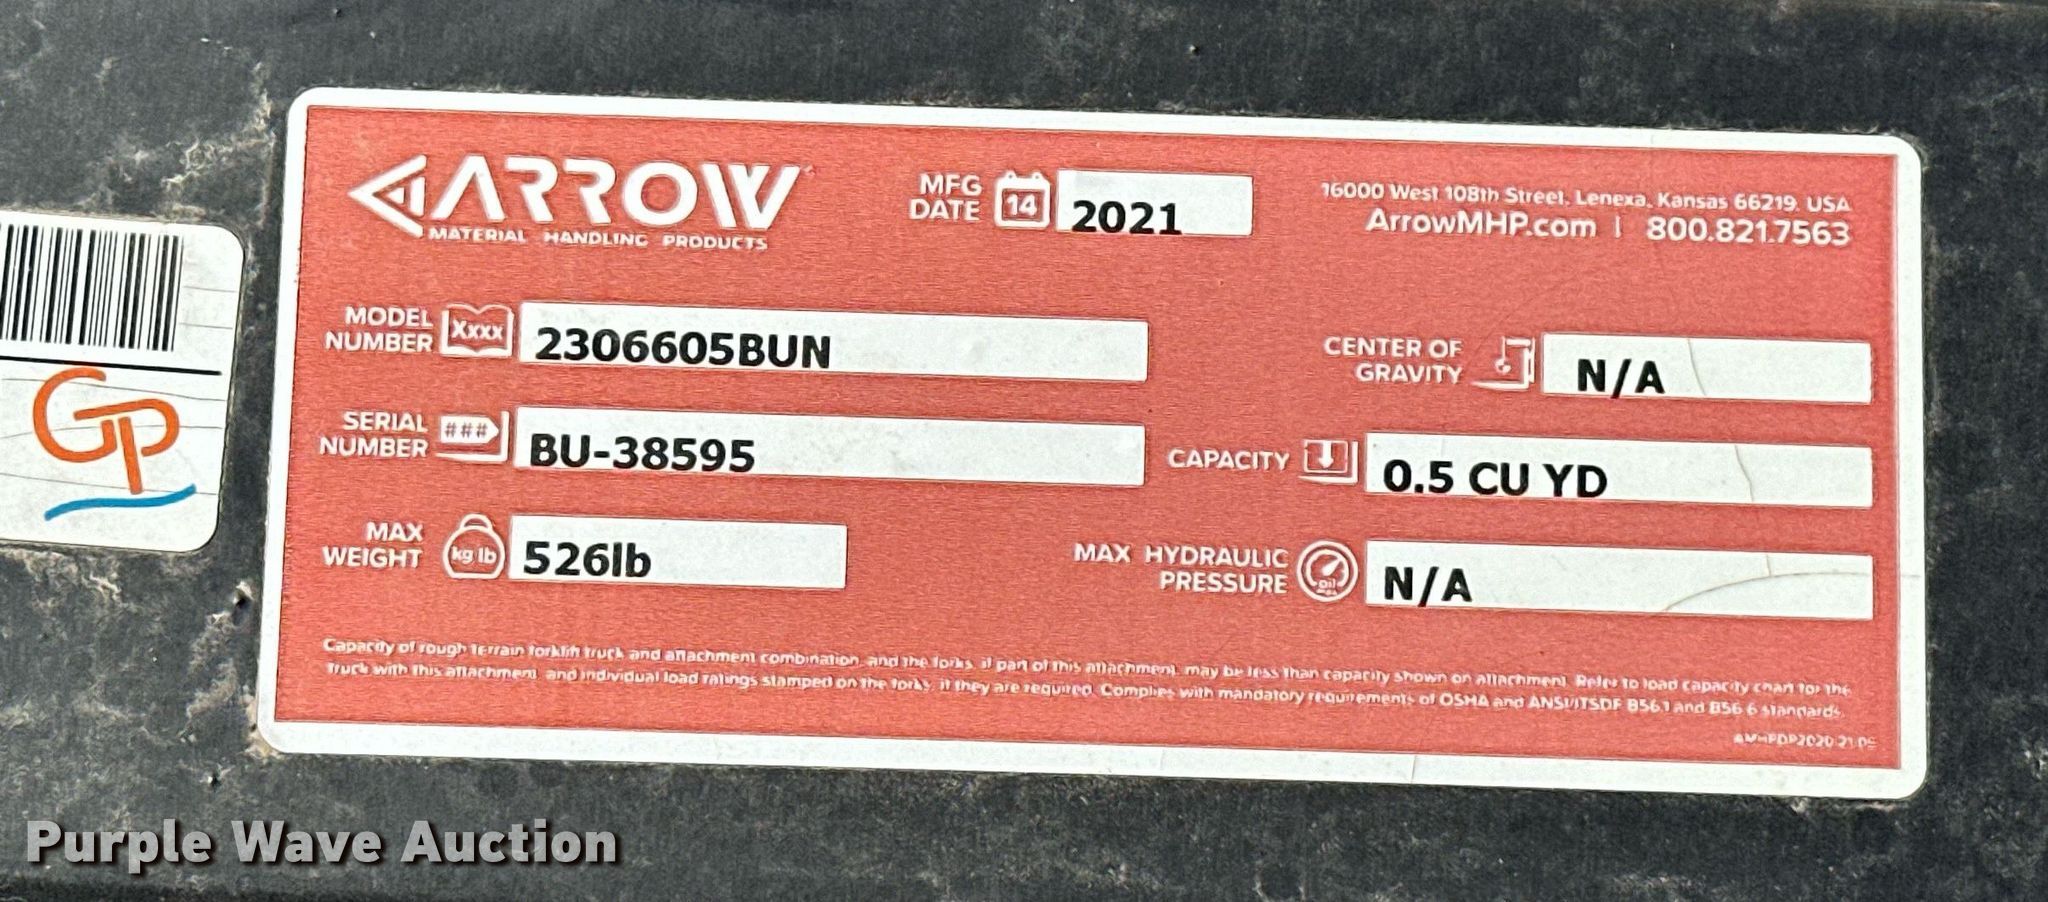 ARROW
MATERIAL HANDLING PRODUCTS
MFG DATE 14 2021
16000 West 108th Street, Lenexa, Kansas 66219, USA
ArrowMHP.com | 800.821.7563
MODEL NUMBER Xxxx 2306605BUN
CENTER OF GRAVITY N/A
SERIAL NUMBER ### BU-38595
CAPACITY 0.5 CU YD
MAX WEIGHT kg lb 526lb
MAX HYDRAULIC PRESSURE oil N/A
Capacity of rough terrain forklift truck and attachment combination, and the forks, if part of this attachment, may be less than capacity shown on attachment. Refer to load capacity chart for the
truck with this attachment, and individual load ratings stamped on the forks, if they are required. Complies with mandatory requirements of OSHA and ANSI/ITSDF B56.1 and B56.6 standards.
GP
Purple Wave Auction